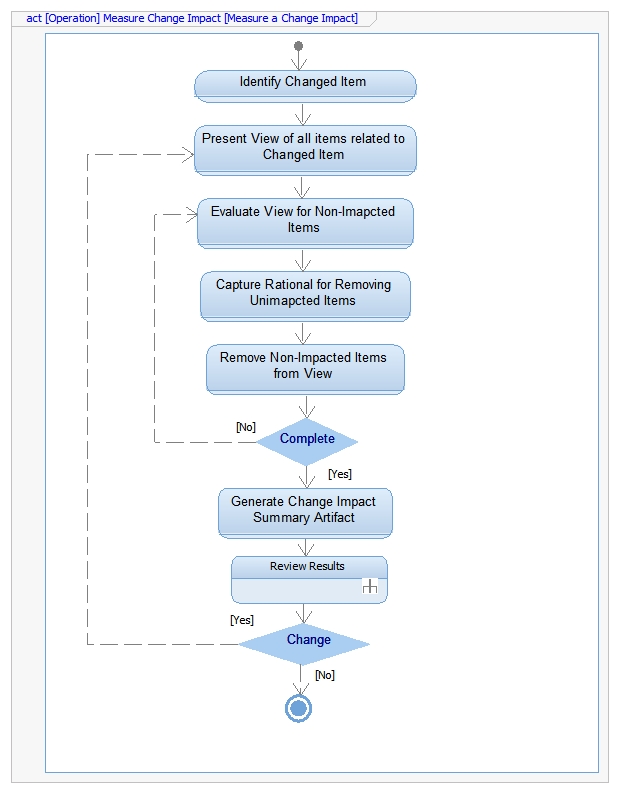 act [Operation] Measure Change Impact [Measure a Change Impact]
Identify Changed Item
Present View of all items related to
Changed Item
Evaluate View for Non-Imapcted
Items
Capture Rational for Removing
Unimapcted Items
Remove Non-Impacted Items
from View
[No]
Complete
[Yes]
Generate Change Impact
Summary Artifact
Review Results
[Yes]
Change
[No]